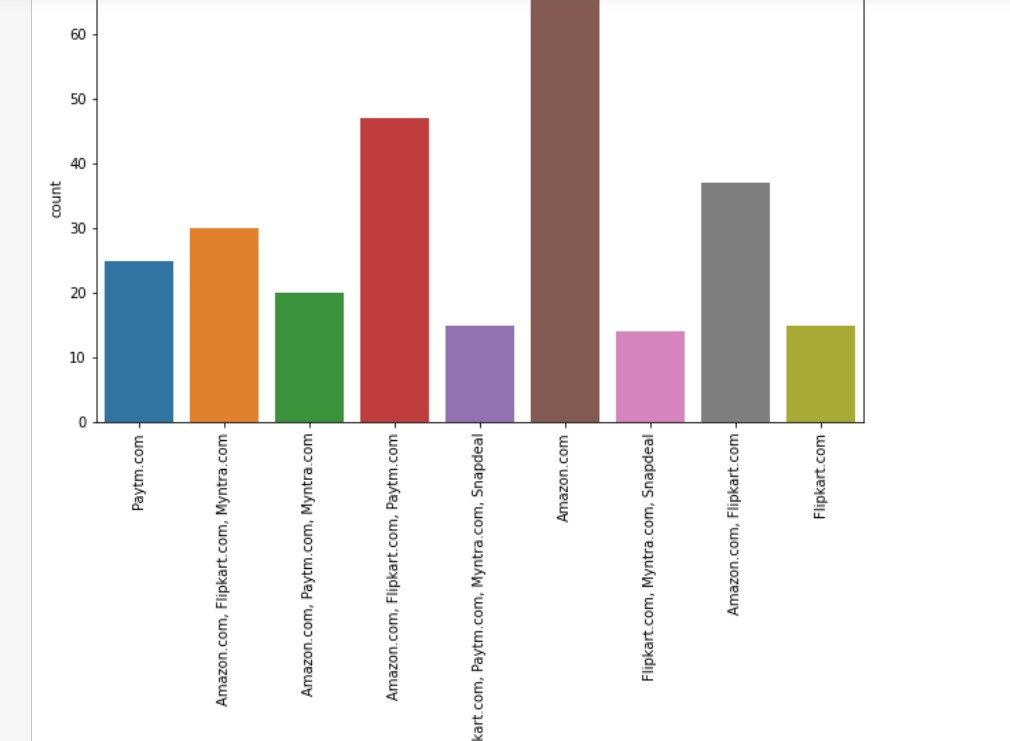 60
50
40
30
20
10
0
count
Paytm.com
Amazon.com, Flipkart.com, Myntra.com
Amazon.com, Paytm.com, Myntra.com
Amazon.com, Flipkart.com, Paytm.com
kart.com, Paytm.com, Myntra.com, Snapdeal
Amazon.com
Flipkart.com, Myntra.com, Snapdeal
Amazon.com, Flipkart.com
Flipkart.com